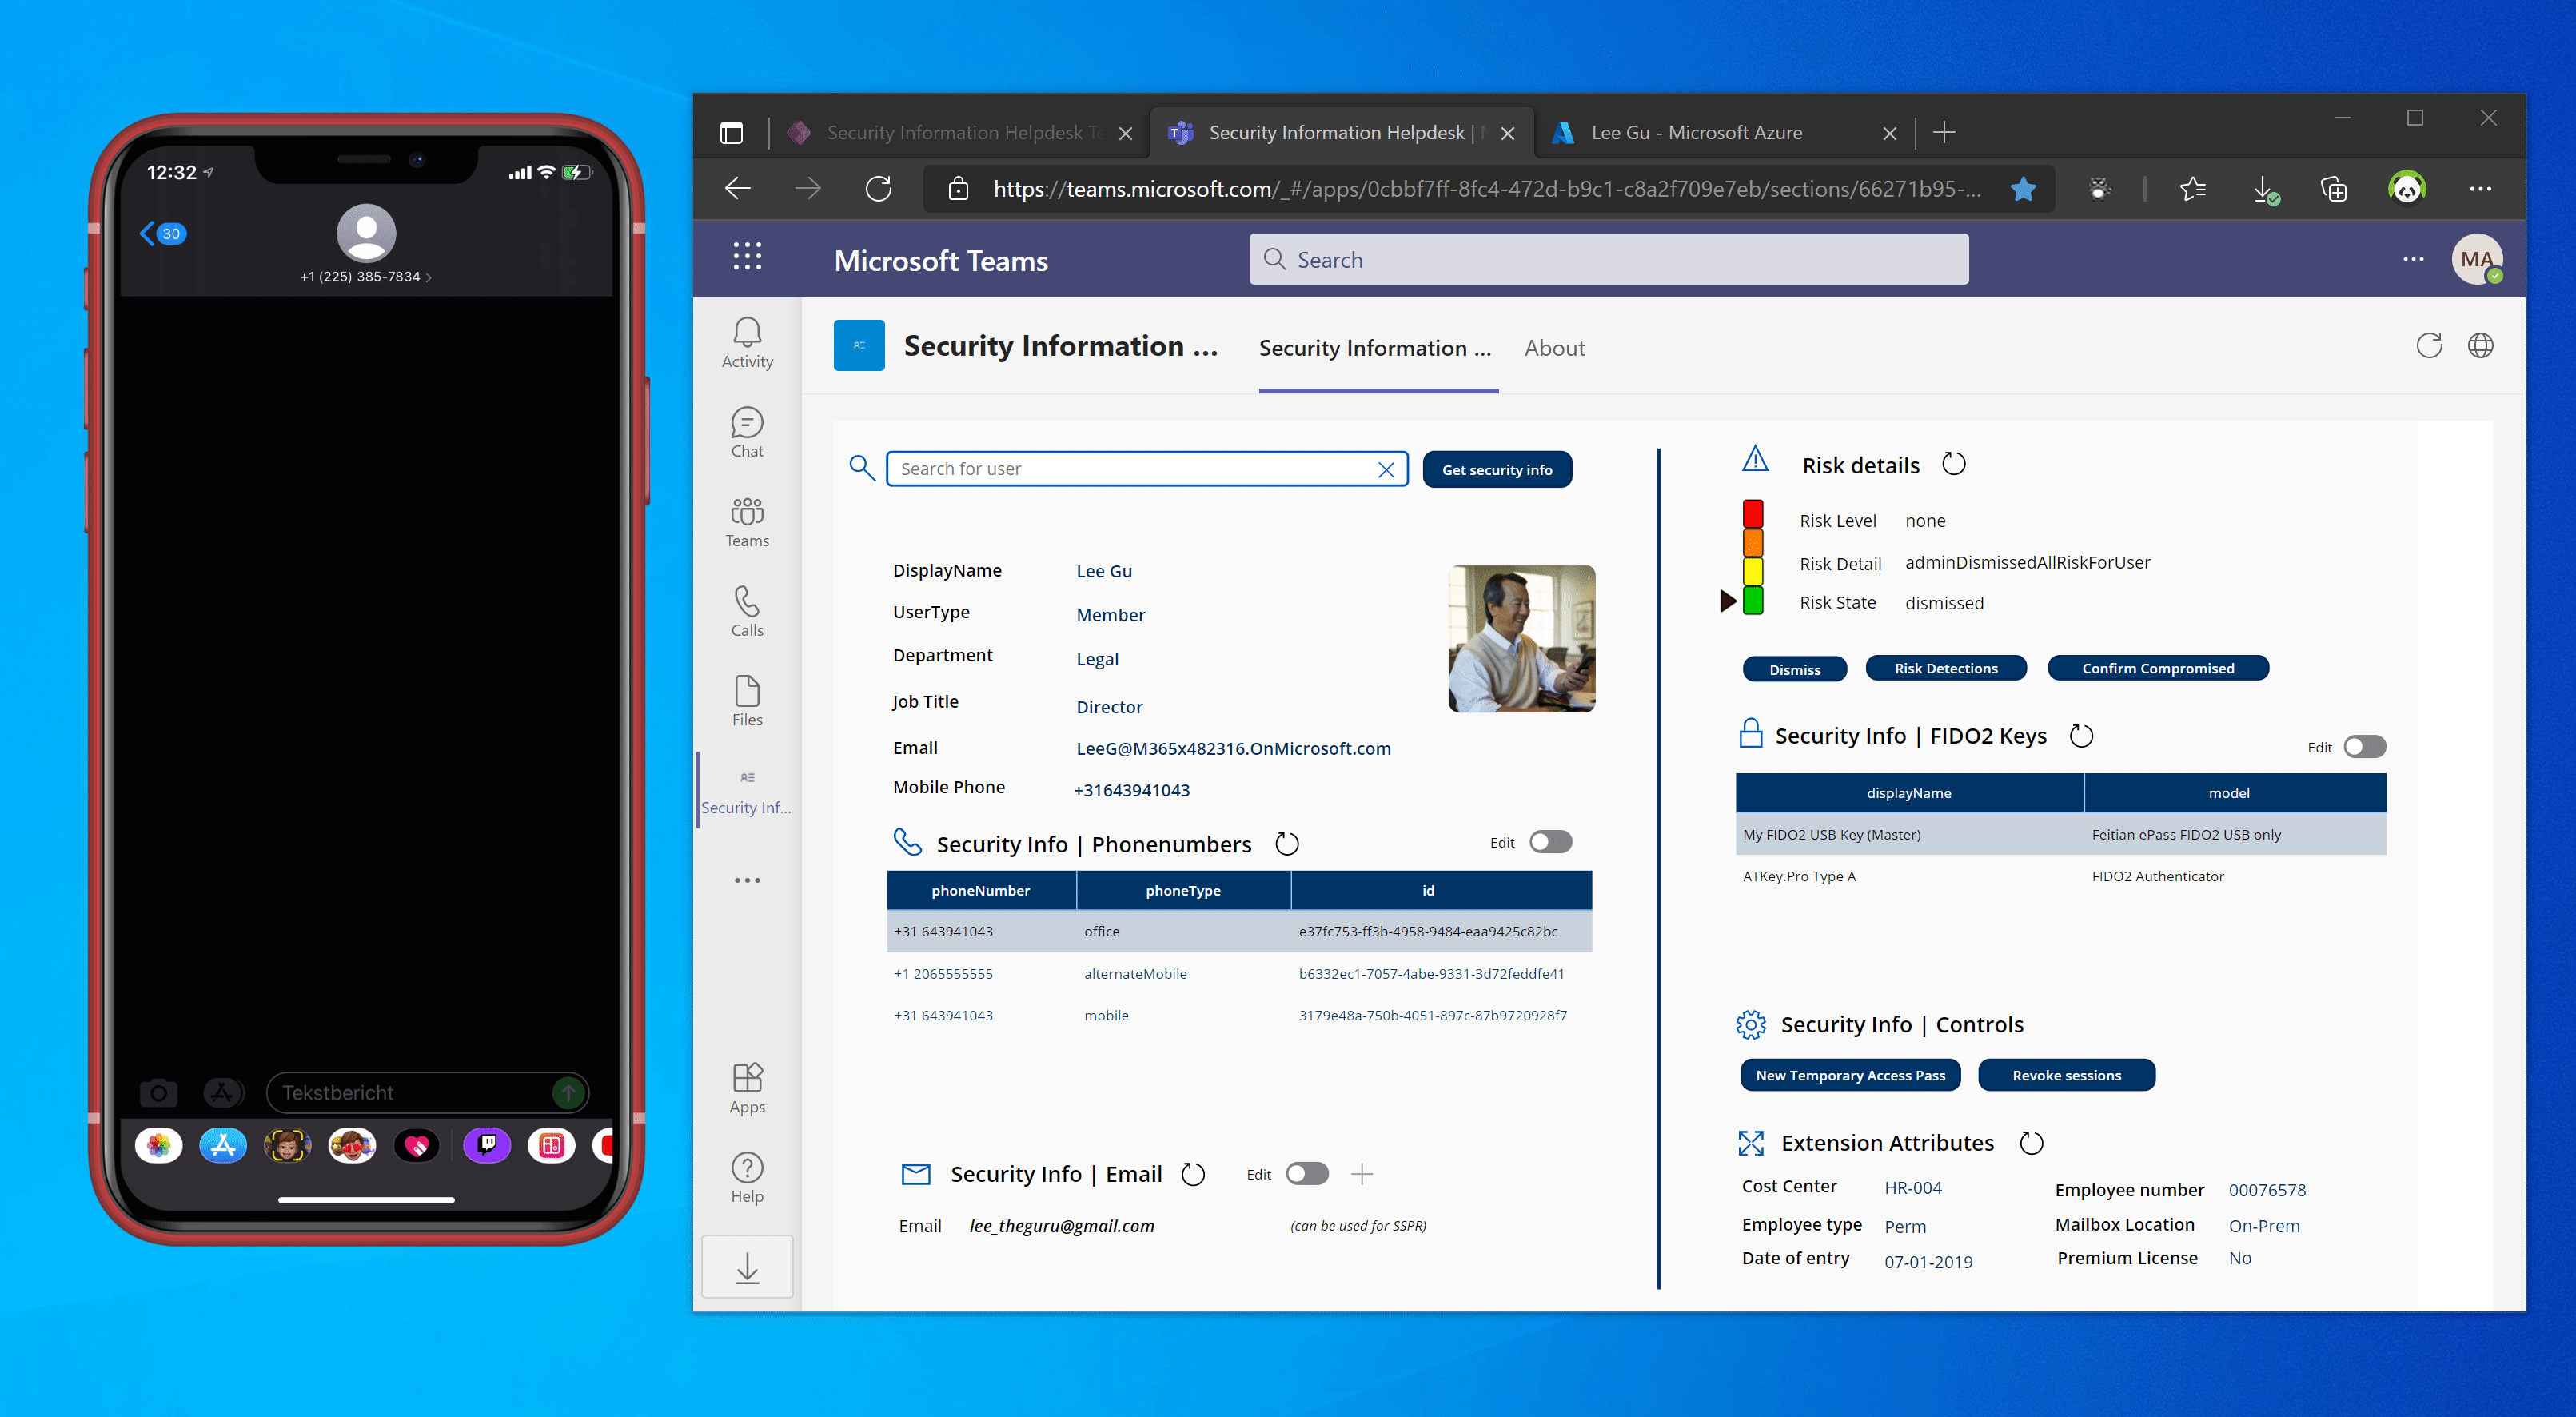 12:32
30
+1 (225) 385-7834
Tekstbericht
Security Information Helpdesk To
Security Information Helpdesk | M
Lee Gu - Microsoft Azure
https://teams.microsoft.com/_#/apps/0cbbf7ff-8fc4-472d-b9c1-c8a2f709e7eb/sections/66271b95-...
Microsoft Teams
Search
MA
Activity
Chat
Teams
Calls
Files
Security Inf...
Apps
Help
Security Information ...
Security Information ...
About
Search for user
Get security info
DisplayName Lee Gu
UserType Member
Department Legal
Job Title Director
Email LeeG@M365x482316.OnMicrosoft.com
Mobile Phone +31643941043
Security Info | Phonenumbers
Edit
phoneNumber phoneType id
+31 643941043 office e37fc753-ff3b-4958-9484-eaa9425c82bc
+1 2065555555 alternateMobile b6332ec1-7057-4abe-9331-3d72feddfe41
+31 643941043 mobile 3179e48a-750b-4051-897c-87b9720928f7
Security Info | Email
Edit
Email lee_theguru@gmail.com (can be used for SSPR)
Risk details
Risk Level none
Risk Detail adminDismissedAllRiskForUser
Risk State dismissed
Dismiss
Risk Detections
Confirm Compromised
Security Info | FIDO2 Keys
Edit
displayName model
My FIDO2 USB Key (Master) Feitian ePass FIDO2 USB only
ATKey.Pro Type A FIDO2 Authenticator
Security Info | Controls
New Temporary Access Pass
Revoke sessions
Extension Attributes
Cost Center HR-004 Employee number 00076578
Employee type Perm Mailbox Location On-Prem
Date of entry 07-01-2019 Premium License No